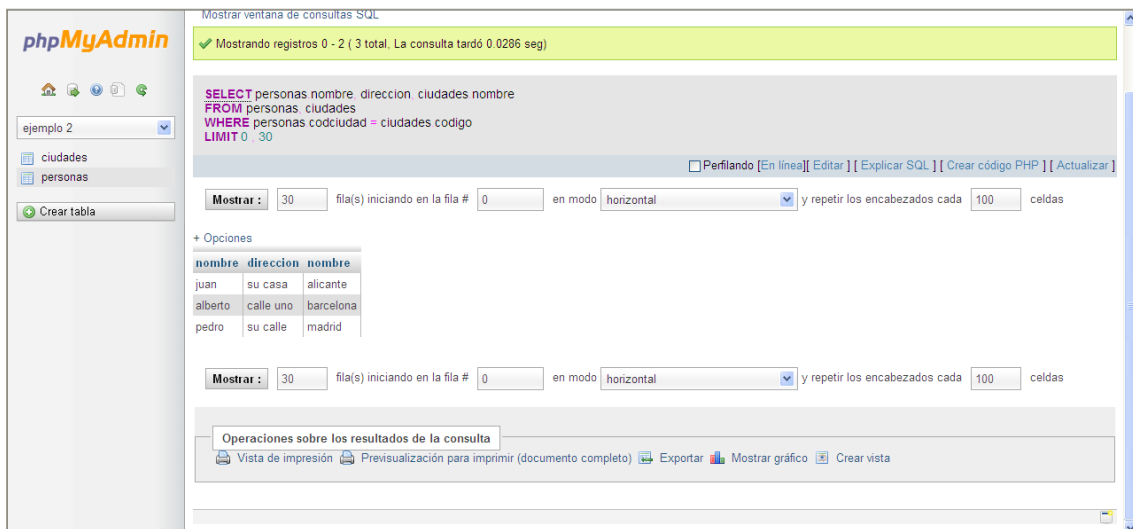 Mostrar ventana de consultas SQL
phpMyAdmin
Mostrando registros 0 - 2 ( 3 total, La consulta tardó 0.0286 seg)
ejemplo 2
ciudades
personas
Crear tabla
SELECT personas.nombre, direccion, ciudades.nombre
FROM personas, ciudades
WHERE personas.codciudad = ciudades.codigo
LIMIT 0 , 30
Perfilando [En línea][ Editar ] [ Explicar SQL ] [ Crear código PHP ] [ Actualizar ]
Mostrar : 30 fila(s) iniciando en la fila # 0 en modo horizontal y repetir los encabezados cada 100 celdas
+ Opciones
nombre direccion nombre
juan su casa alicante
alberto calle uno barcelona
pedro su calle madrid
Mostrar : 30 fila(s) iniciando en la fila # 0 en modo horizontal y repetir los encabezados cada 100 celdas
Operaciones sobre los resultados de la consulta
Vista de impresión Previsualización para imprimir (documento completo) Exportar Mostrar gráfico Crear vista